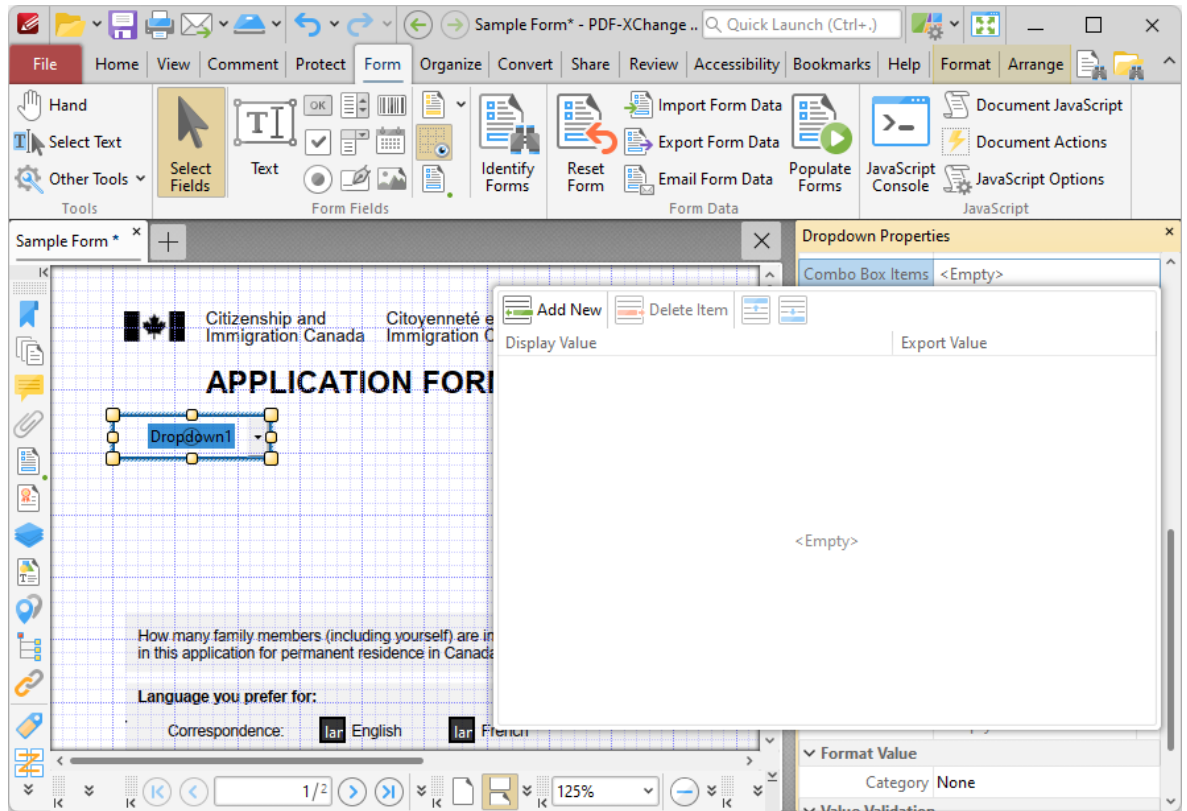 Sample Form* - PDF-XChange ..
Quick Launch (Ctrl+.)
File Home View Comment Protect Form Organize Convert Share Review Accessibility Bookmarks Help Format Arrange
Hand
Select Text
Other Tools
Tools
Select Fields
Text
OK
Form Fields
Identify Forms
Reset Form
Import Form Data
Export Form Data
Email Form Data
Populate Forms
Form Data
JavaScript Console
Document JavaScript
Document Actions
JavaScript Options
JavaScript
Sample Form *
Dropdown Properties
Combo Box Items <Empty>
Add New Delete Item
Display Value Export Value
<Empty>
Citizenship and Citoyenneté e
Immigration Canada Immigration C
APPLICATION FOR
Dropdown1
How many family members (including yourself) are in
in this application for permanent residence in Canada
Language you prefer for:
Correspondence: lar English lar French
Format Value
Category None
Value Validation
1/2
125%